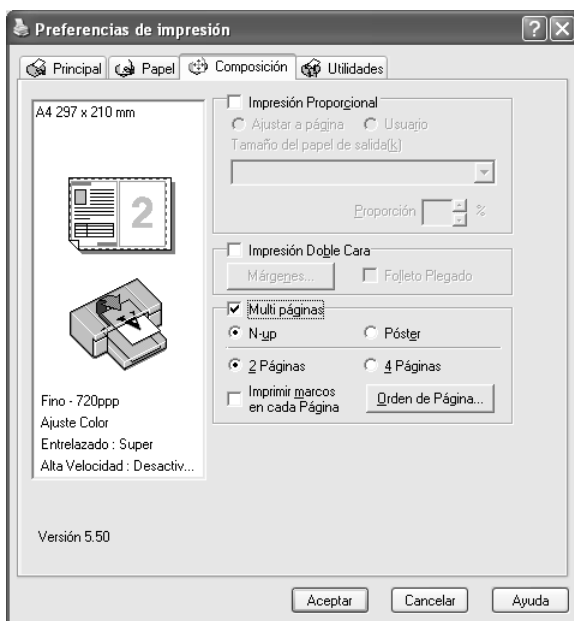 Preferencias de impresión
Principal Papel Composición Utilidades
A4 297 x 210 mm
2
Fino - 720ppp
Ajuste Color
Entrelazado : Super
Alta Velocidad : Desactiv...
Versión 5.50
Impresión Proporcional
Ajustar a página Usuario
Tamaño del papel de salida(k)
Proporción %
Impresión Doble Cara
Márgenes... Folleto Plegado
Multi páginas
N-up Póster
2 Páginas 4 Páginas
Imprimir marcos
en cada Página
Orden de Página...
Aceptar Cancelar Ayuda